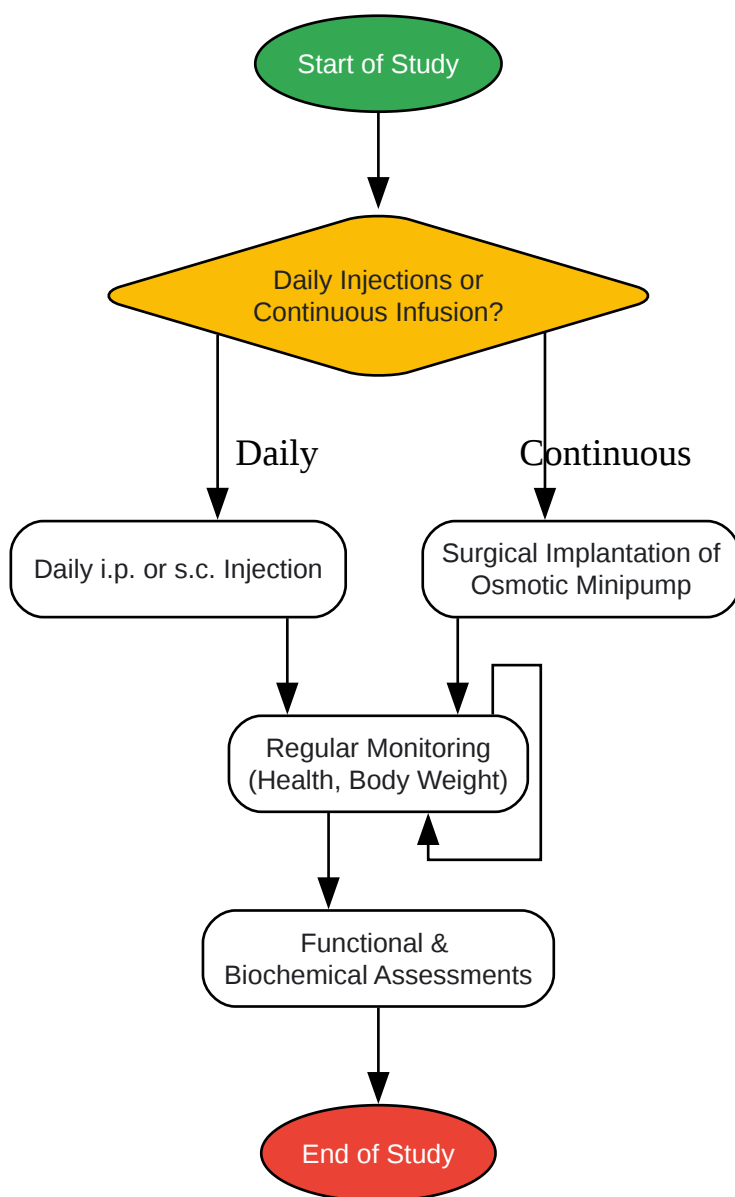 Start of Study
Daily Injections or
Continuous Infusion?
Daily
Continuous
Daily i.p. or s.c. Injection
Surgical Implantation of
Osmotic Minipump
Regular Monitoring
(Health, Body Weight)
Functional &
Biochemical Assessments
End of Study